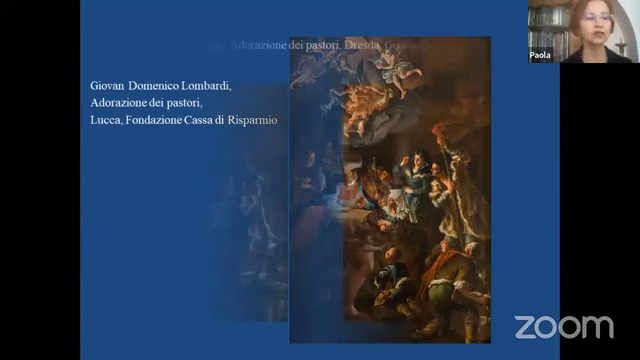 Adorazione dei pastori, Dresda,
Giovan Domenico Lombardi,
Adorazione dei pastori,
Lucca, Fondazione Cassa di Risparmio
Paola
zoom